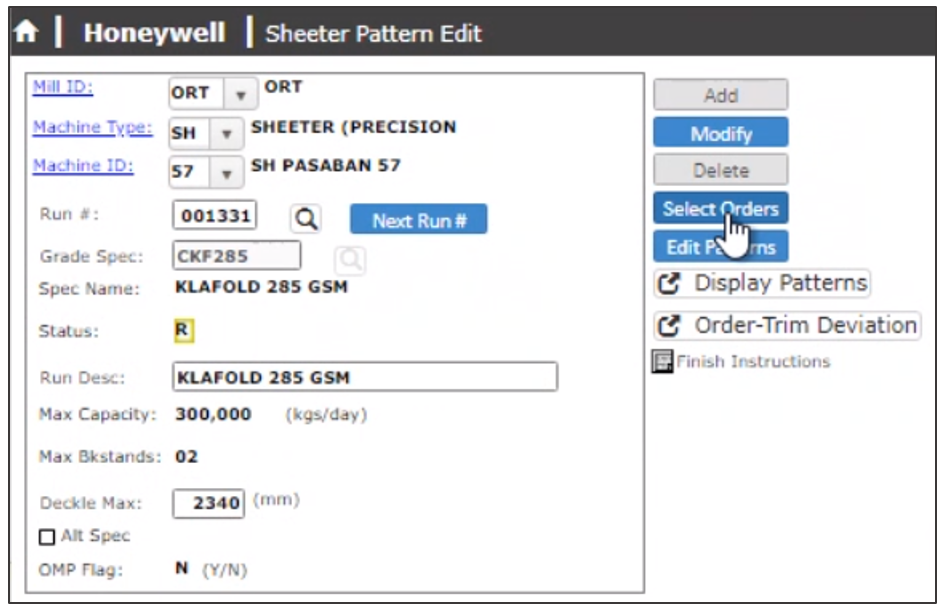 Honeywell | Sheeter Pattern Edit
Mill ID: ORT ORT
Machine Type: SH SHEETER (PRECISION
Machine ID: 57 SH PASABAN 57
Run #: 001331 Next Run #
Grade Spec: CKF285
Spec Name: KLAFOLD 285 GSM
Status: R
Run Desc: KLAFOLD 285 GSM
Max Capacity: 300,000 (kgs/day)
Max Bkstands: 02
Deckle Max: 2340 (mm)
Alt Spec
OMP Flag: N (Y/N)
Add
Modify
Delete
Select Orders
Edit Patterns
Display Patterns
Order-Trim Deviation
Finish Instructions